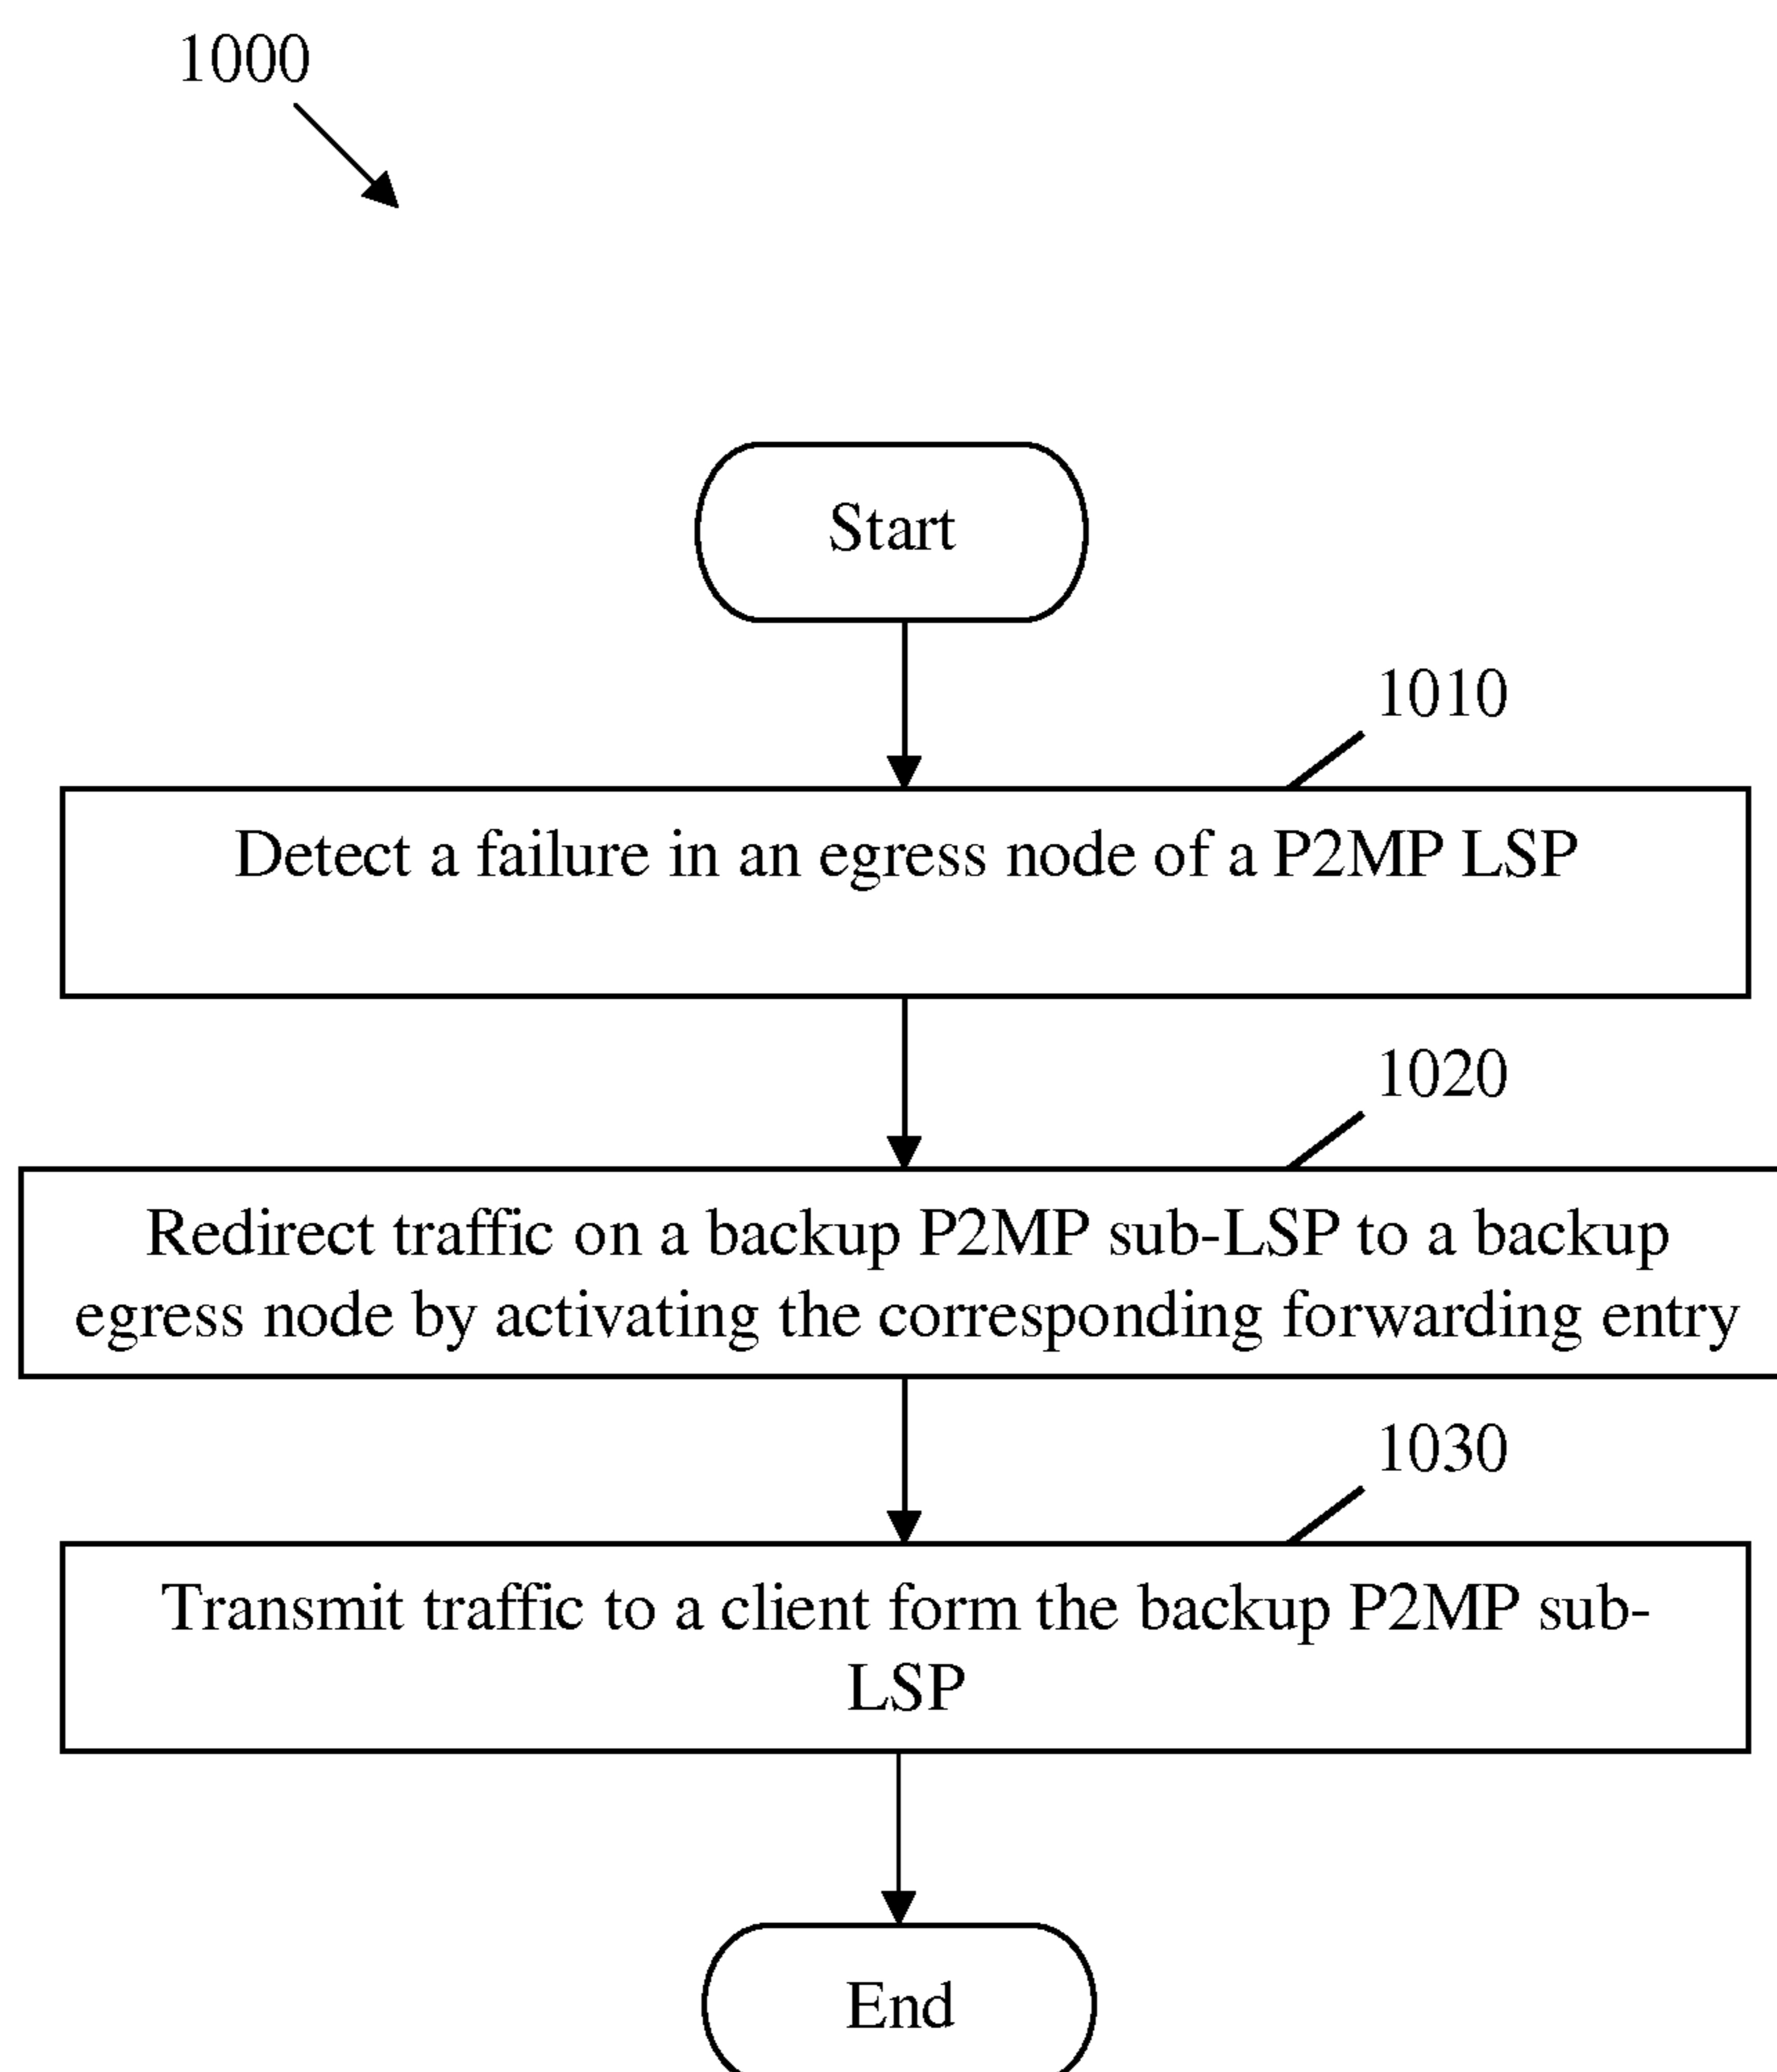 1000
Start
1010
Detect a failure in an egress node of a P2MP LSP
1020
Redirect traffic on a backup P2MP sub-LSP to a backup
egress node by activating the corresponding forwarding entry
1030
Transmit traffic to a client form the backup P2MP sub-
LSP
End